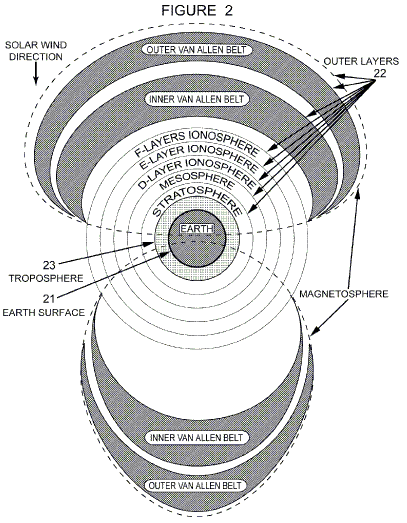 FIGURE 2
SOLAR WIND
DIRECTION
OUTER VAN ALLEN BELT
OUTER LAYERS
22
INNER VAN ALLEN BELT
F-LAYERS IONOSPHERE
E-LAYER IONOSPHERE
D-LAYER IONOSPHERE
MESOSPHERE
STRATOSPHERE
EARTH
23
TROPOSPHERE
21
EARTH SURFACE
MAGNETOSPHERE
INNER VAN ALLEN BELT
OUTER VAN ALLEN BELT